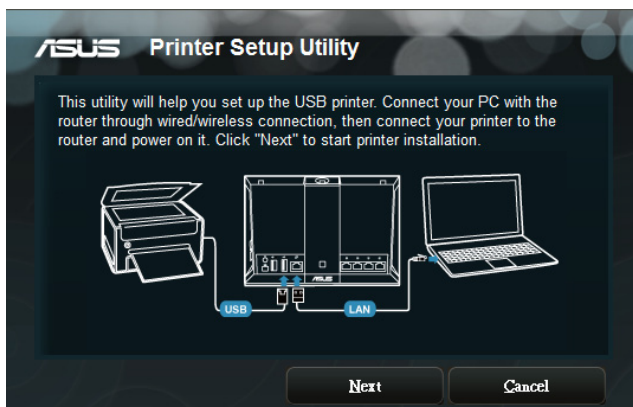 ASUS Printer Setup Utility
This utility will help you set up the USB printer. Connect your PC with the
router through wired/wireless connection, then connect your printer to the
router and power on it. Click "Next" to start printer installation.
ASUS
USB
LAN
Next
Cancel